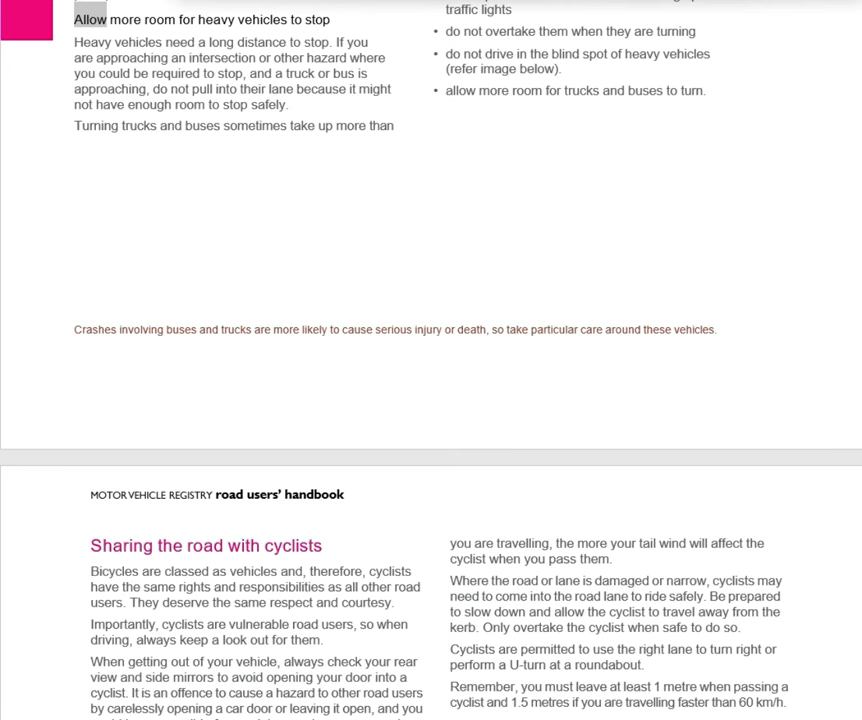 Allow more room for heavy vehicles to stop
Heavy vehicles need a long distance to stop. If you
are approaching an intersection or other hazard where
you could be required to stop, and a truck or bus is
approaching, do not pull into their lane because it might
not have enough room to stop safely.
Turning trucks and buses sometimes take up more than
traffic lights
• do not overtake them when they are turning
• do not drive in the blind spot of heavy vehicles
(refer image below).
• allow more room for trucks and buses to turn.
Crashes involving buses and trucks are more likely to cause serious injury or death, so take particular care around these vehicles.
MOTOR VEHICLE REGISTRY road users' handbook
Sharing the road with cyclists
Bicycles are classed as vehicles and, therefore, cyclists
have the same rights and responsibilities as all other road
users. They deserve the same respect and courtesy.
Importantly, cyclists are vulnerable road users, so when
driving, always keep a look out for them.
When getting out of your vehicle, always check your rear
view and side mirrors to avoid opening your door into a
cyclist. It is an offence to cause a hazard to other road users
by carelessly opening a car door or leaving it open, and you
you are travelling, the more your tail wind will affect the
cyclist when you pass them.
Where the road or lane is damaged or narrow, cyclists may
need to come into the road lane to ride safely. Be prepared
to slow down and allow the cyclist to travel away from the
kerb. Only overtake the cyclist when safe to do so.
Cyclists are permitted to use the right lane to turn right or
perform a U-turn at a roundabout.
Remember, you must leave at least 1 metre when passing a
cyclist and 1.5 metres if you are travelling faster than 60 km/h.